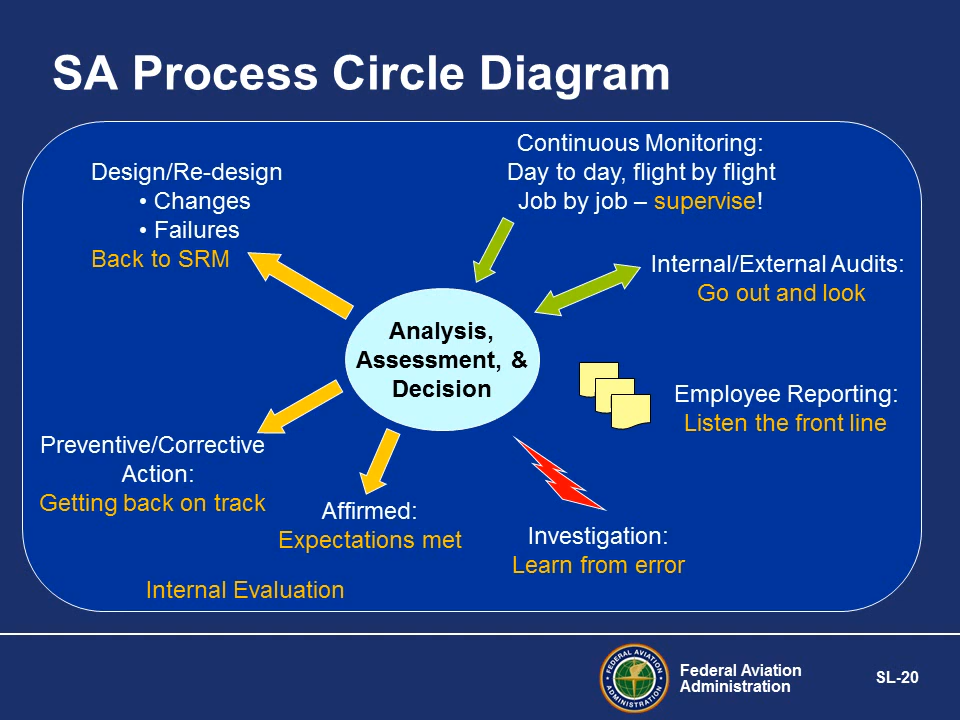 SA Process Circle Diagram
Design/Re-design
• Changes
• Failures
Back to SRM
Continuous Monitoring:
Day to day, flight by flight
Job by job – supervise!
Internal/External Audits:
Go out and look
Analysis,
Assessment, &
Decision
Employee Reporting:
Listen the front line
Preventive/Corrective
Action:
Getting back on track
Affirmed:
Expectations met
Investigation:
Learn from error
Internal Evaluation
FEDERAL AVIATION
ADMINISTRATION
Federal Aviation
Administration
SL-20